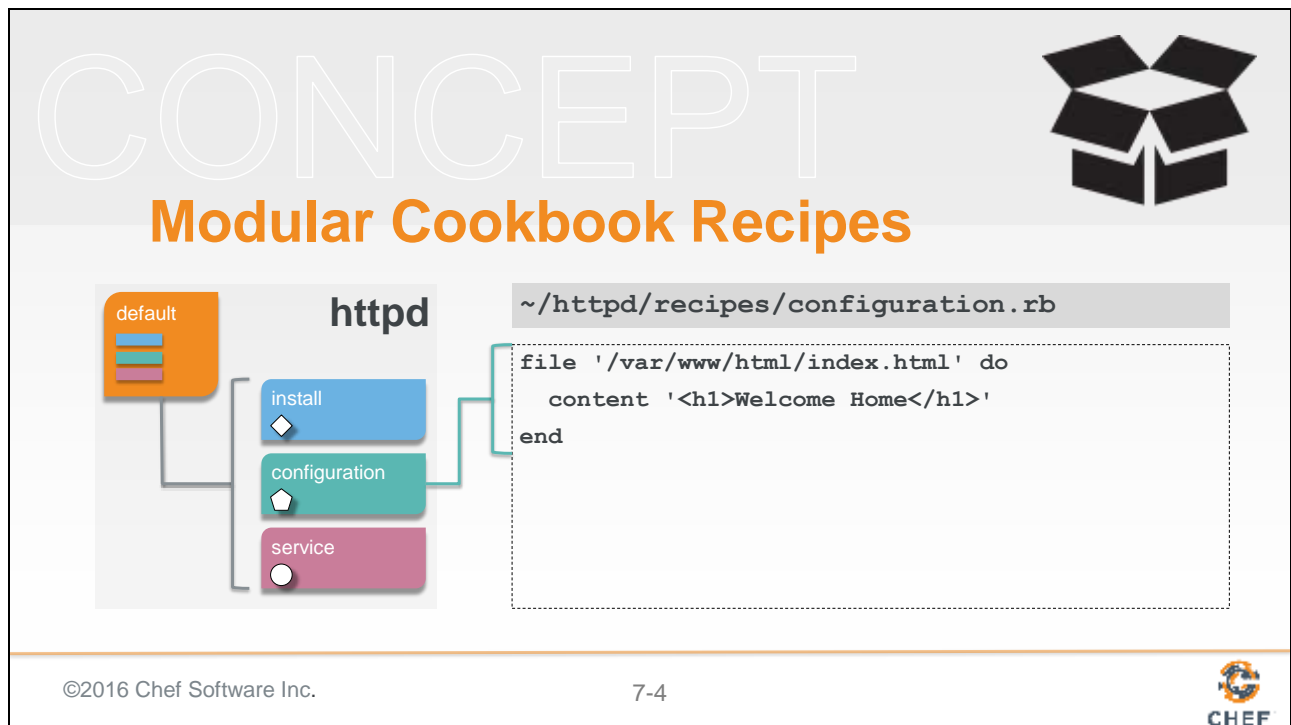 CONCEPT
Modular Cookbook Recipes
default
httpd
install
configuration
service
~/httpd/recipes/configuration.rb
file '/var/www/html/index.html' do
  content '<h1>Welcome Home</h1>'
end
©2016 Chef Software Inc.
7-4
CHEF